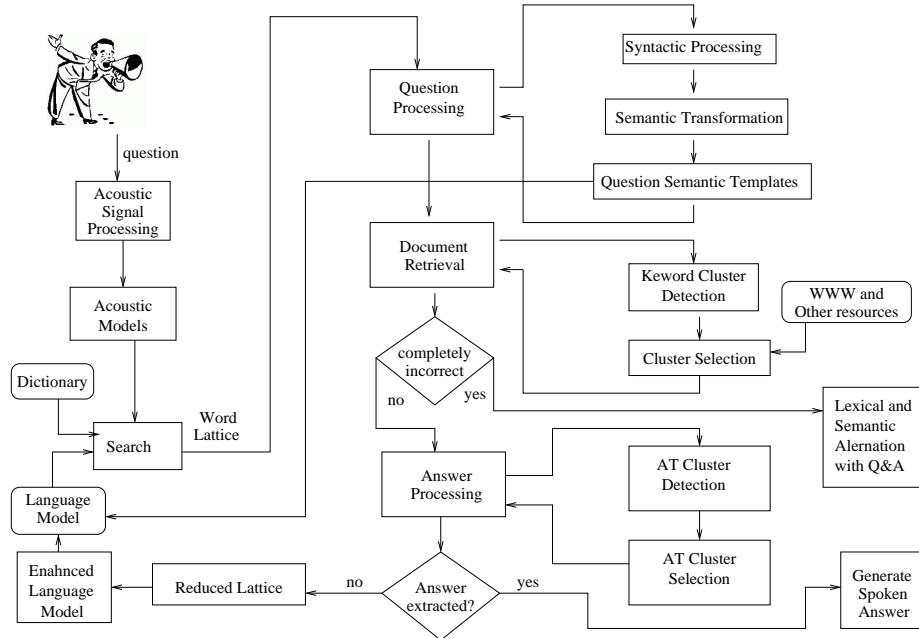 question
Acoustic
Signal
Processing
Acoustic
Models
Dictionary
Search
Word
Lattice
Language
Model
Enahnced
Language
Model
Reduced Lattice
no
Question
Processing
Syntactic Processing
Semantic Transformation
Question Semantic Templates
Document
Retrieval
Keword Cluster
Detection
WWW and
Other resources
Cluster Selection
completely
incorrect
no
yes
Lexical and
Semantic
Alernation
with Q&A
Answer
Processing
AT Cluster
Detection
AT Cluster
Selection
Answer
extracted?
yes
Generate
Spoken
Answer